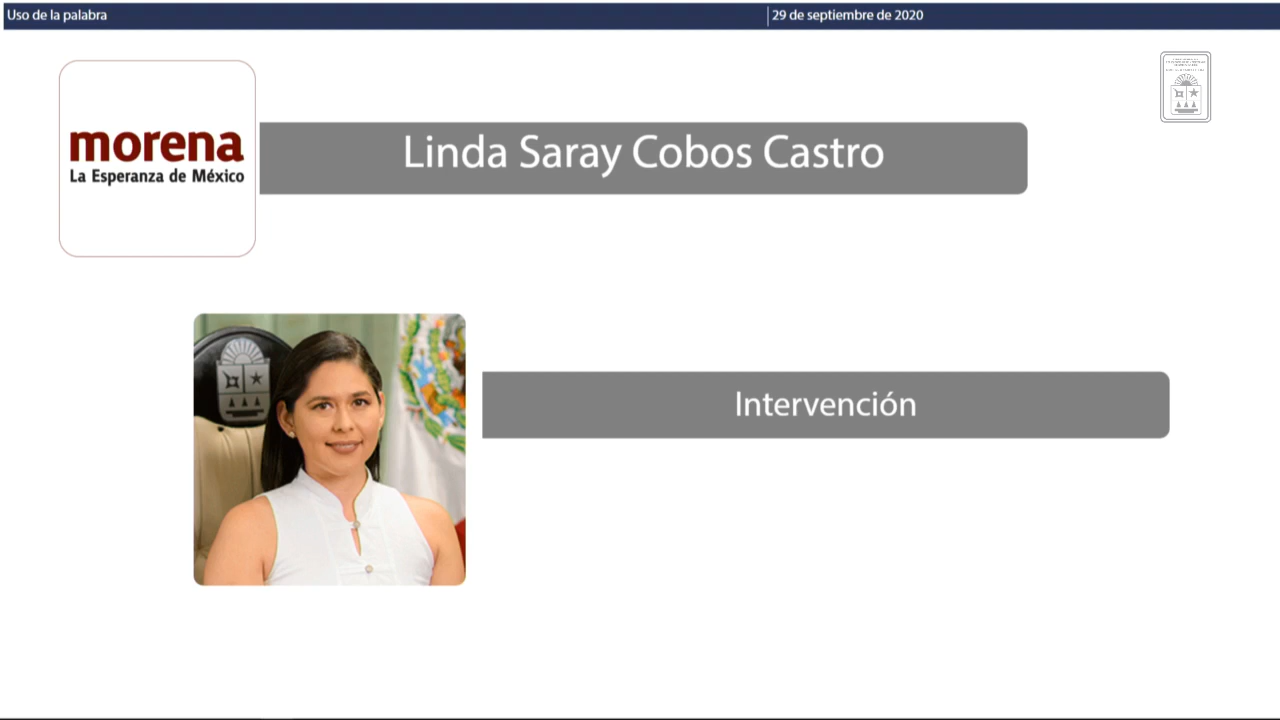 Uso de la palabra
29 de septiembre de 2020
morena
La Esperanza de México
Linda Saray Cobos Castro
Intervención